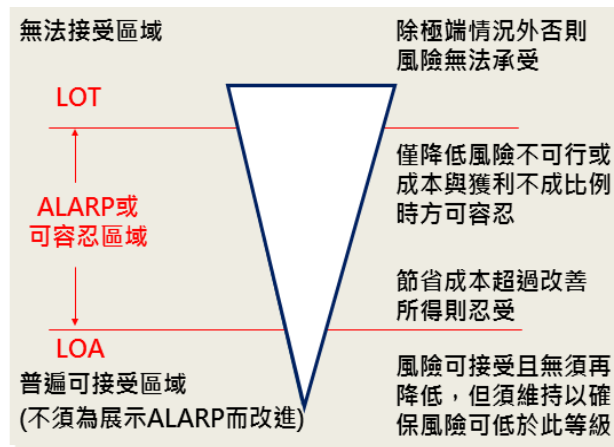 無法接受區域
除極端情況外否則
風險無法承受
LOT
僅降低風險不可行或
成本與獲利不成比例
時方可容忍
ALARP或
可容忍區域
節省成本超過改善
所得則忍受
LOA
普遍可接受區域
(不須為展示ALARP而改進)
風險可接受且無須再
降低，但須維持以確
保風險可低於此等級